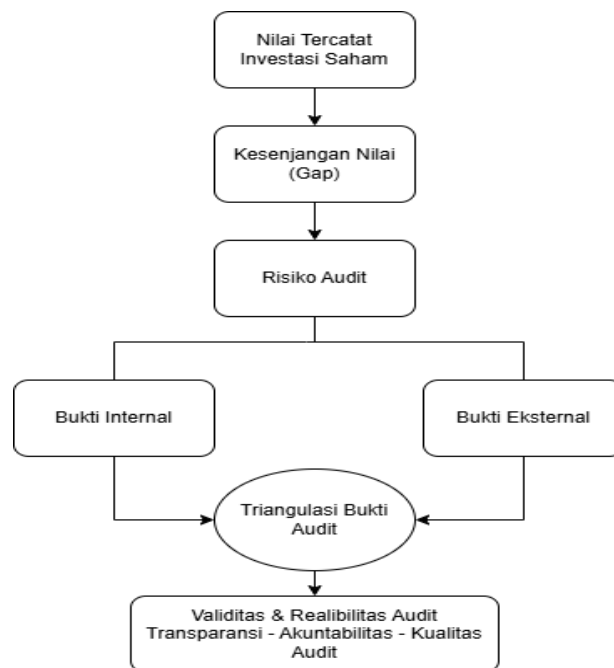 Nilai Tercatat
Investasi Saham
Kesenjangan Nilai
(Gap)
Risiko Audit
Bukti Internal
Bukti Eksternal
Triangulasi Bukti
Audit
Validitas & Realibilitas Audit
Transparansi - Akuntabilitas - Kualitas
Audit